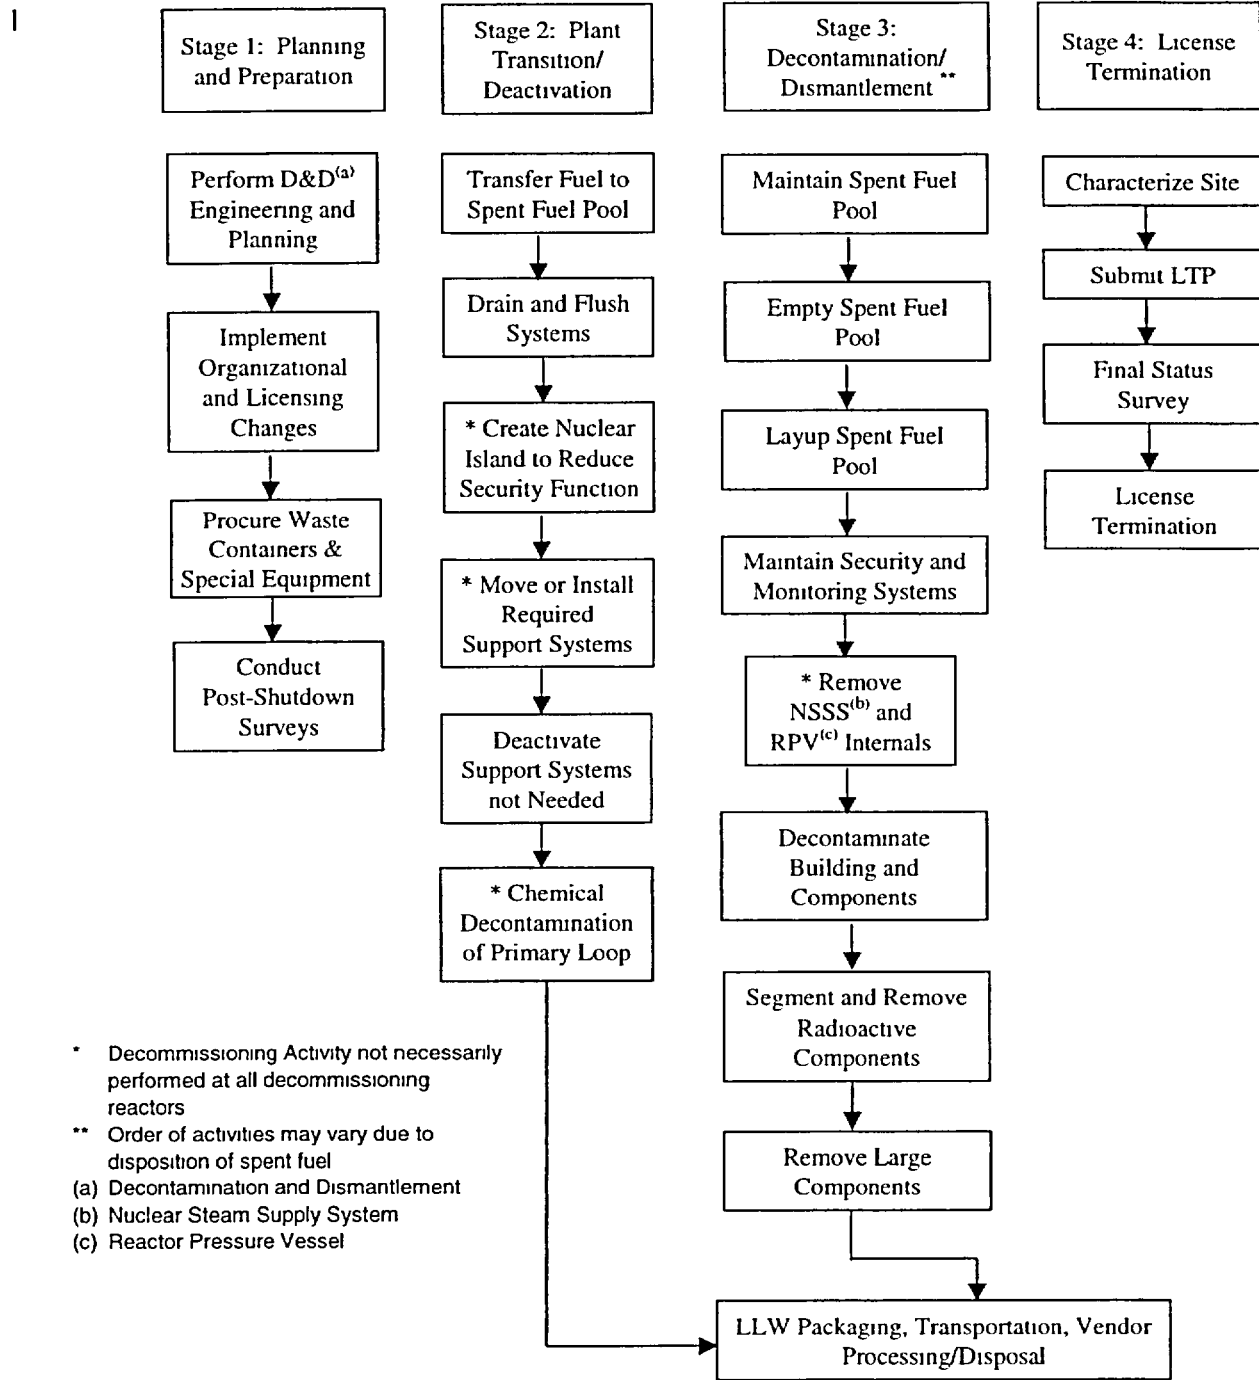 Stage 1: Planning
and Preparation
Stage 2: Plant
Transition/
Deactivation
Stage 3:
Decontamination/
Dismantlement **
Stage 4: License
Termination
Perform D&D(a)
Engineering and
Planning
Implement
Organizational
and Licensing
Changes
Procure Waste
Containers &
Special Equipment
Conduct
Post-Shutdown
Surveys
Transfer Fuel to
Spent Fuel Pool
Drain and Flush
Systems
* Create Nuclear
Island to Reduce
Security Function
* Move or Install
Required
Support Systems
Deactivate
Support Systems
not Needed
* Chemical
Decontamination
of Primary Loop
Maintain Spent Fuel
Pool
Empty Spent Fuel
Pool
Layup Spent Fuel
Pool
Maintain Security and
Monitoring Systems
* Remove
NSSS(b) and
RPV(c) Internals
Decontaminate
Building and
Components
Segment and Remove
Radioactive
Components
Remove Large
Components
LLW Packaging, Transportation, Vendor
Processing/Disposal
Characterize Site
Submit LTP
Final Status
Survey
License
Termination
* Decommissioning Activity not necessarily
performed at all decommissioning
reactors
** Order of activities may vary due to
disposition of spent fuel
(a) Decontamination and Dismantlement
(b) Nuclear Steam Supply System
(c) Reactor Pressure Vessel